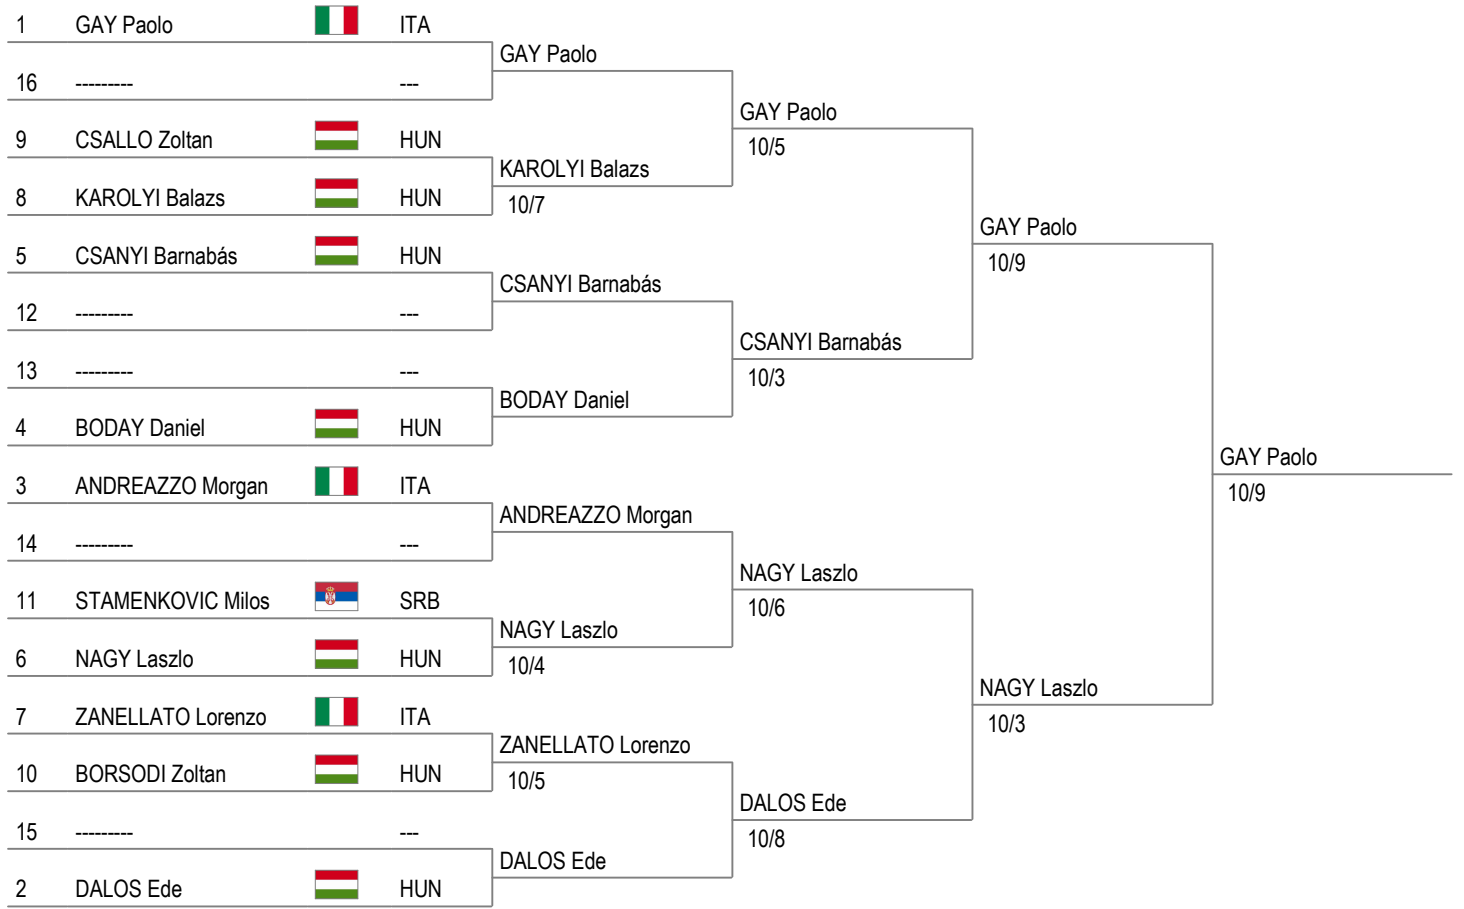 1 GAY Paolo ITA
GAY Paolo
16 --------- ---
GAY Paolo
10/5
9 CSALLO Zoltan HUN
KAROLYI Balazs
10/7
8 KAROLYI Balazs HUN
GAY Paolo
10/9
5 CSANYI Barnabás HUN
CSANYI Barnabás
12 --------- ---
CSANYI Barnabás
10/3
13 --------- ---
BODAY Daniel
4 BODAY Daniel HUN
GAY Paolo
10/9
3 ANDREAZZO Morgan ITA
ANDREAZZO Morgan
14 --------- ---
NAGY Laszlo
10/6
11 STAMENKOVIC Milos SRB
NAGY Laszlo
10/4
6 NAGY Laszlo HUN
NAGY Laszlo
10/3
7 ZANELLATO Lorenzo ITA
ZANELLATO Lorenzo
10/5
10 BORSODI Zoltan HUN
DALOS Ede
10/8
15 --------- ---
DALOS Ede
2 DALOS Ede HUN